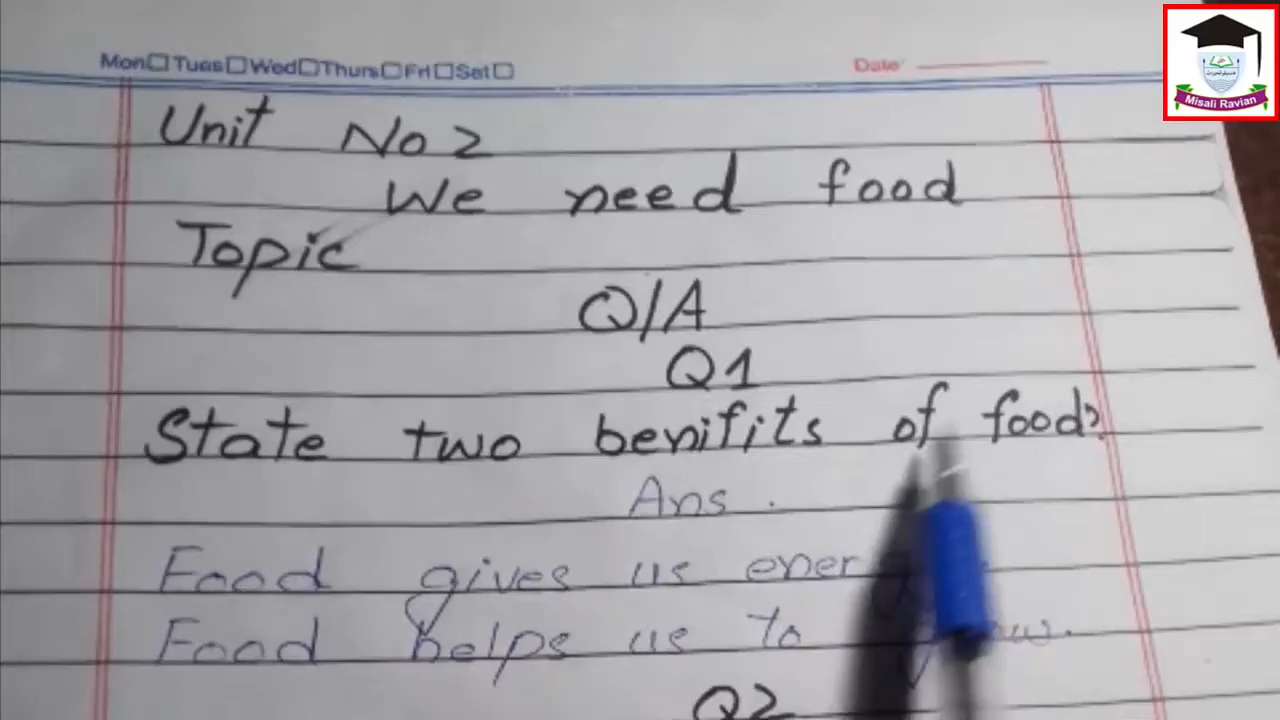 Mon Tues Wed Thurs Fri Sat
Date:
Misali Ravian
Unit No 2
We need food
Topic
Q/A
Q1
State two benifits of food?
Ans.
Food gives us
Food helps us to
Q2